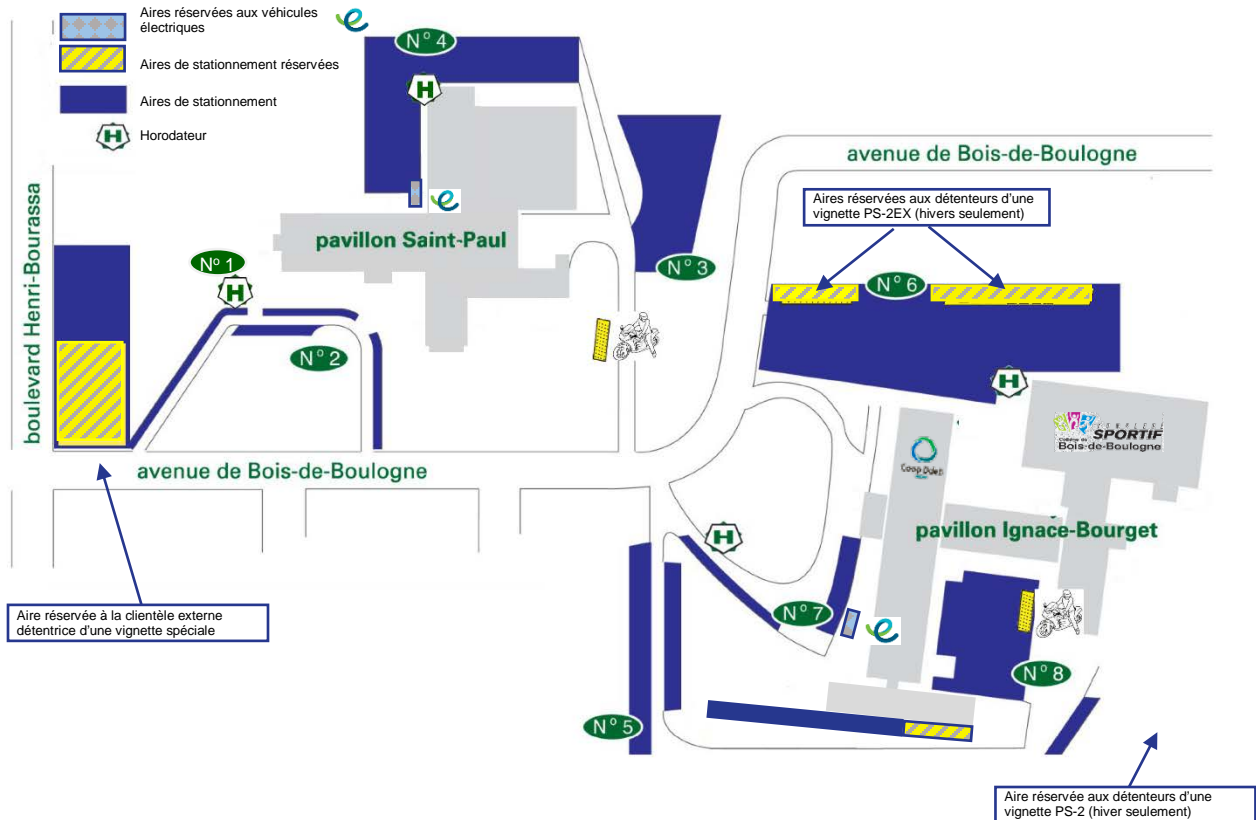 Aires réservées aux véhicules
électriques
Aires de stationnement réservées
Aires de stationnement
H
Horodateur
N° 4
H
boulevard Henri-Bourassa
avenue de Bois-de-Boulogne
Aires réservées aux détenteurs d'une
vignette PS-2EX (hivers seulement)
pavillon Saint-Paul
N° 1
H
N° 3
N° 6
N° 2
H
SPORTIF
Bois-de-Boulogne
avenue de Bois-de-Boulogne
H
pavillon Ignace-Bourget
Aire réservée à la clientèle externe
détentrice d'une vignette spéciale
N° 7
N° 8
N° 5
Aire réservée aux détenteurs d'une
vignette PS-2 (hiver seulement)